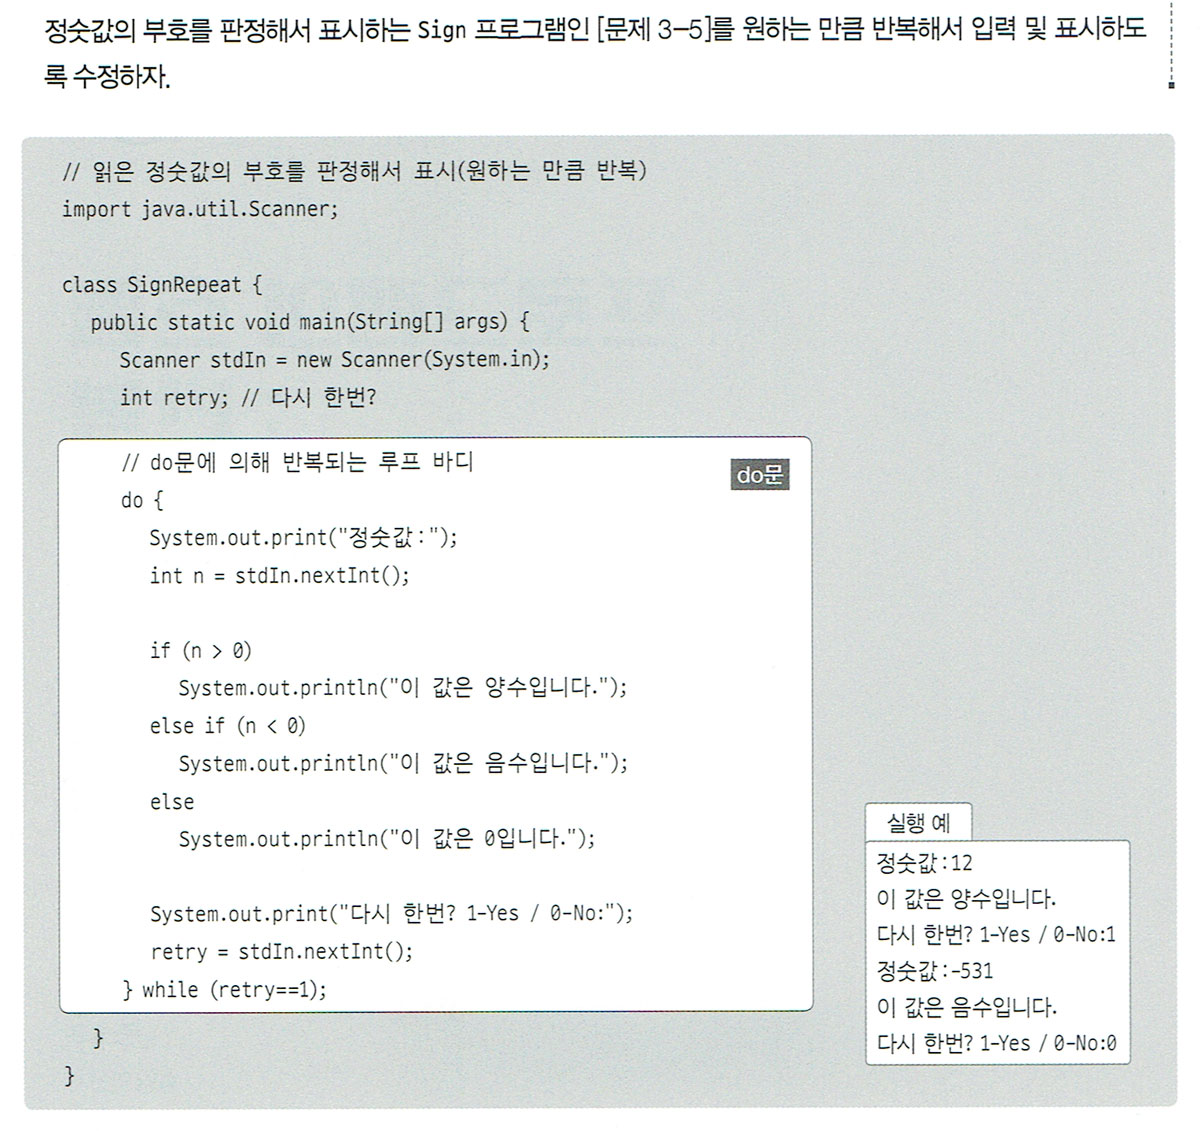 정숫값의 부호를 판정해서 표시하는 Sign 프로그램인 [문제 3-5]를 원하는 만큼 반복해서 입력 및 표시하도
록 수정하자.
// 읽은 정숫값의 부호를 판정해서 표시(원하는 만큼 반복)
import java.util.Scanner;
class SignRepeat {
public static void main(String[] args) {
Scanner stdIn = new Scanner(System.in);
int retry; // 다시 한번?
// do문에 의해 반복되는 루프 바디
do문
do {
System.out.print("정숫값:");
int n = stdIn.nextInt();
if (n > 0)
System.out.println("이 값은 양수입니다.");
else if (n < 0)
System.out.println("이 값은 음수입니다.");
else
System.out.println("이 값은 0입니다.");
System.out.print("다시 한번? 1-Yes / 0-No:");
retry = stdIn.nextInt();
} while (retry==1);
}
}
실행 예
정숫값:12
이 값은 양수입니다.
다시 한번? 1-Yes / 0-No:1
정숫값:-531
이 값은 음수입니다.
다시 한번? 1-Yes / 0-No:0